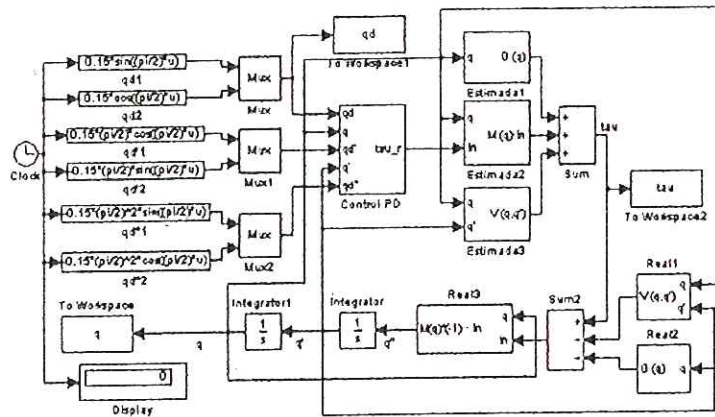 0.15*sin((pi/2)*u)
qd1
0.15*cos((pi/2)*u)
qd2
0.15*(pi/2)*cos((pi/2)*u)
qd'1
-0.15*(pi/2)*sin((pi/2)*u)
qd'2
-0.15*(pi/2)^2*sin((pi/2)*u)
qd"1
-0.15*(pi/2)^2*cos((pi/2)*u)
qd"2
Clock
Mux
Mux
Mux
Mux1
Mux
Mux2
qd
To Workspace1
qd
q
qd'
q'
qd"
tau_r
Control PD
q
G (q)
Estimada1
q
In
M(q)·In
Estimada2
q
q'
V(q,q')
Estimada3
+
+
+
Sum
tau
tau
To Workspace2
Real1
V(q,q')
q
q'
Real2
G (q)
q
Sum2
+
-
-
Real3
M(q)^(-1) · In
q
In
q"
Integrator
1
s
q'
Integrator1
1
s
q
To Workspace
q
0
Display